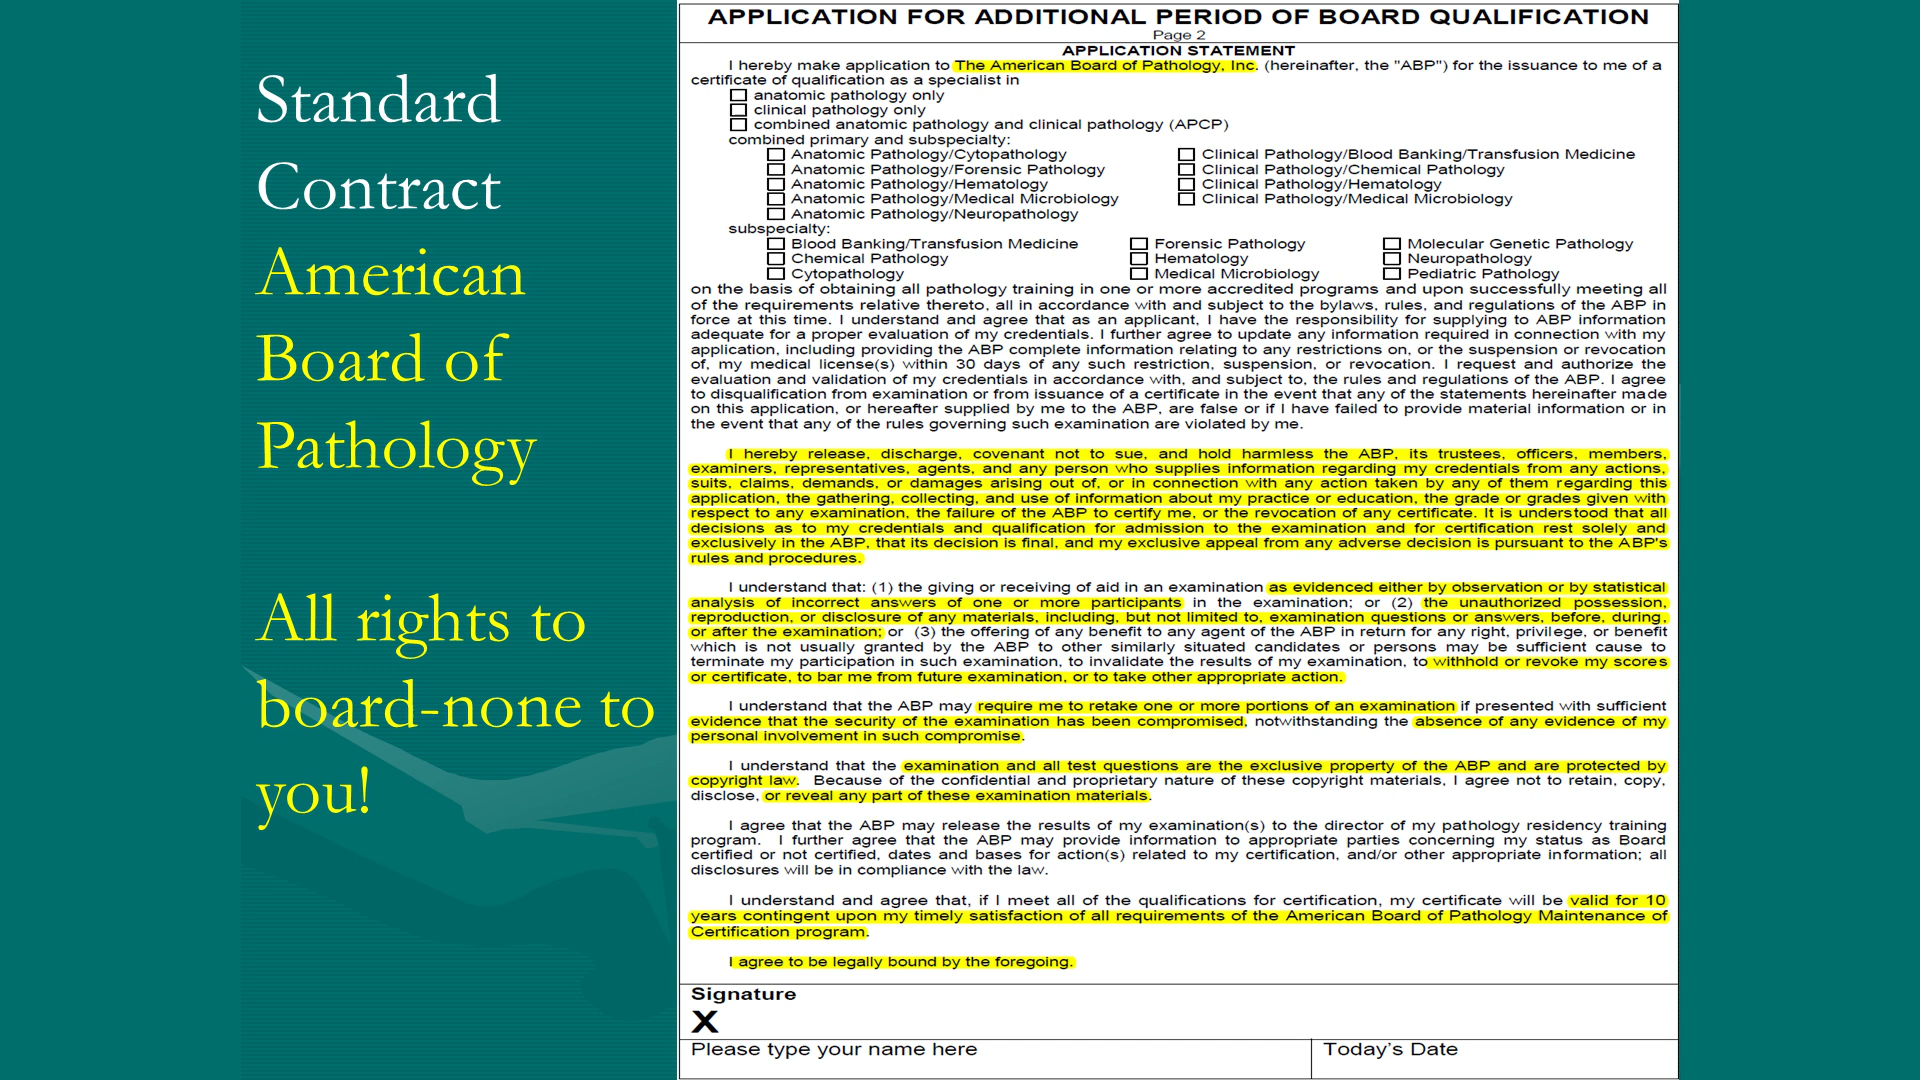 Standard
Contract
American
Board of
Pathology
All rights to
board-none to
you!
APPLICATION FOR ADDITIONAL PERIOD OF BOARD QUALIFICATION
Page 2
APPLICATION STATEMENT
I hereby make application to The American Board of Pathology, Inc. (hereinafter, the "ABP") for the issuance to me of a
certificate of qualification as a specialist in
anatomic pathology only
clinical pathology only
combined anatomic pathology and clinical pathology (APCP)
combined primary and subspecialty:
Anatomic Pathology/Cytopathology
Clinical Pathology/Blood Banking/Transfusion Medicine
Anatomic Pathology/Forensic Pathology
Clinical Pathology/Chemical Pathology
Anatomic Pathology/Hematology
Clinical Pathology/Hematology
Anatomic Pathology/Medical Microbiology
Clinical Pathology/Medical Microbiology
Anatomic Pathology/Neuropathology
subspecialty:
Blood Banking/Transfusion Medicine
Forensic Pathology
Molecular Genetic Pathology
Chemical Pathology
Hematology
Neuropathology
Cytopathology
Medical Microbiology
Pediatric Pathology
on the basis of obtaining all pathology training in one or more accredited programs and upon successfully meeting all
of the requirements relative thereto, all in accordance with and subject to the bylaws, rules, and regulations of the ABP in
force at this time. I understand and agree that as an applicant, I have the responsibility for supplying to ABP information
adequate for a proper evaluation of my credentials. I further agree to update any information required in connection with my
application, including providing the ABP complete information relating to any restrictions on, or the suspension or revocation
of, my medical license(s) within 30 days of any such restriction, suspension, or revocation. I request and authorize the
evaluation and validation of my credentials in accordance with, and subject to, the rules and regulations of the ABP. I agree
to disqualification from examination or from issuance of a certificate in the event that any of the statements hereinafter made
on this application, or hereafter supplied by me to the ABP, are false or if I have failed to provide material information or in
the event that any of the rules governing such examination are violated by me.
I hereby release, discharge, covenant not to sue, and hold harmless the ABP, its trustees, officers, members,
examiners, representatives, agents, and any person who supplies information regarding my credentials from any actions,
suits, claims, demands, or damages arising out of, or in connection with any action taken by any of them regarding this
application, the gathering, collecting, and use of information about my practice or education, the grade or grades given with
respect to any examination, the failure of the ABP to certify me, or the revocation of any certificate. It is understood that all
decisions as to my credentials and qualification for admission to the examination and for certification rest solely and
exclusively in the ABP, that its decision is final, and my exclusive appeal from any adverse decision is pursuant to the ABP's
rules and procedures.
I understand that: (1) the giving or receiving of aid in an examination as evidenced either by observation or by statistical
analysis of incorrect answers of one or more participants in the examination; or (2) the unauthorized possession,
reproduction, or disclosure of any materials, including, but not limited to, examination questions or answers, before, during,
or after the examination; or (3) the offering of any benefit to any agent of the ABP in return for any right, privilege, or benefit
which is not usually granted by the ABP to other similarly situated candidates or persons may be sufficient cause to
terminate my participation in such examination, to invalidate the results of my examination, to withhold or revoke my scores
or certificate, to bar me from future examination, or to take other appropriate action.
I understand that the ABP may require me to retake one or more portions of an examination if presented with sufficient
evidence that the security of the examination has been compromised, notwithstanding the absence of any evidence of my
personal involvement in such compromise.
I understand that the examination and all test questions are the exclusive property of the ABP and are protected by
copyright law. Because of the confidential and proprietary nature of these copyright materials, I agree not to retain, copy,
disclose, or reveal any part of these examination materials.
I agree that the ABP may release the results of my examination(s) to the director of my pathology residency training
program. I further agree that the ABP may provide information to appropriate parties concerning my status as Board
certified or not certified, dates and bases for action(s) related to my certification, and/or other appropriate information; all
disclosures will be in compliance with the law.
I understand and agree that, if I meet all of the qualifications for certification, my certificate will be valid for 10
years contingent upon my timely satisfaction of all requirements of the American Board of Pathology Maintenance of
Certification program.
I agree to be legally bound by the foregoing.
Signature
X
Please type your name here
Today's Date